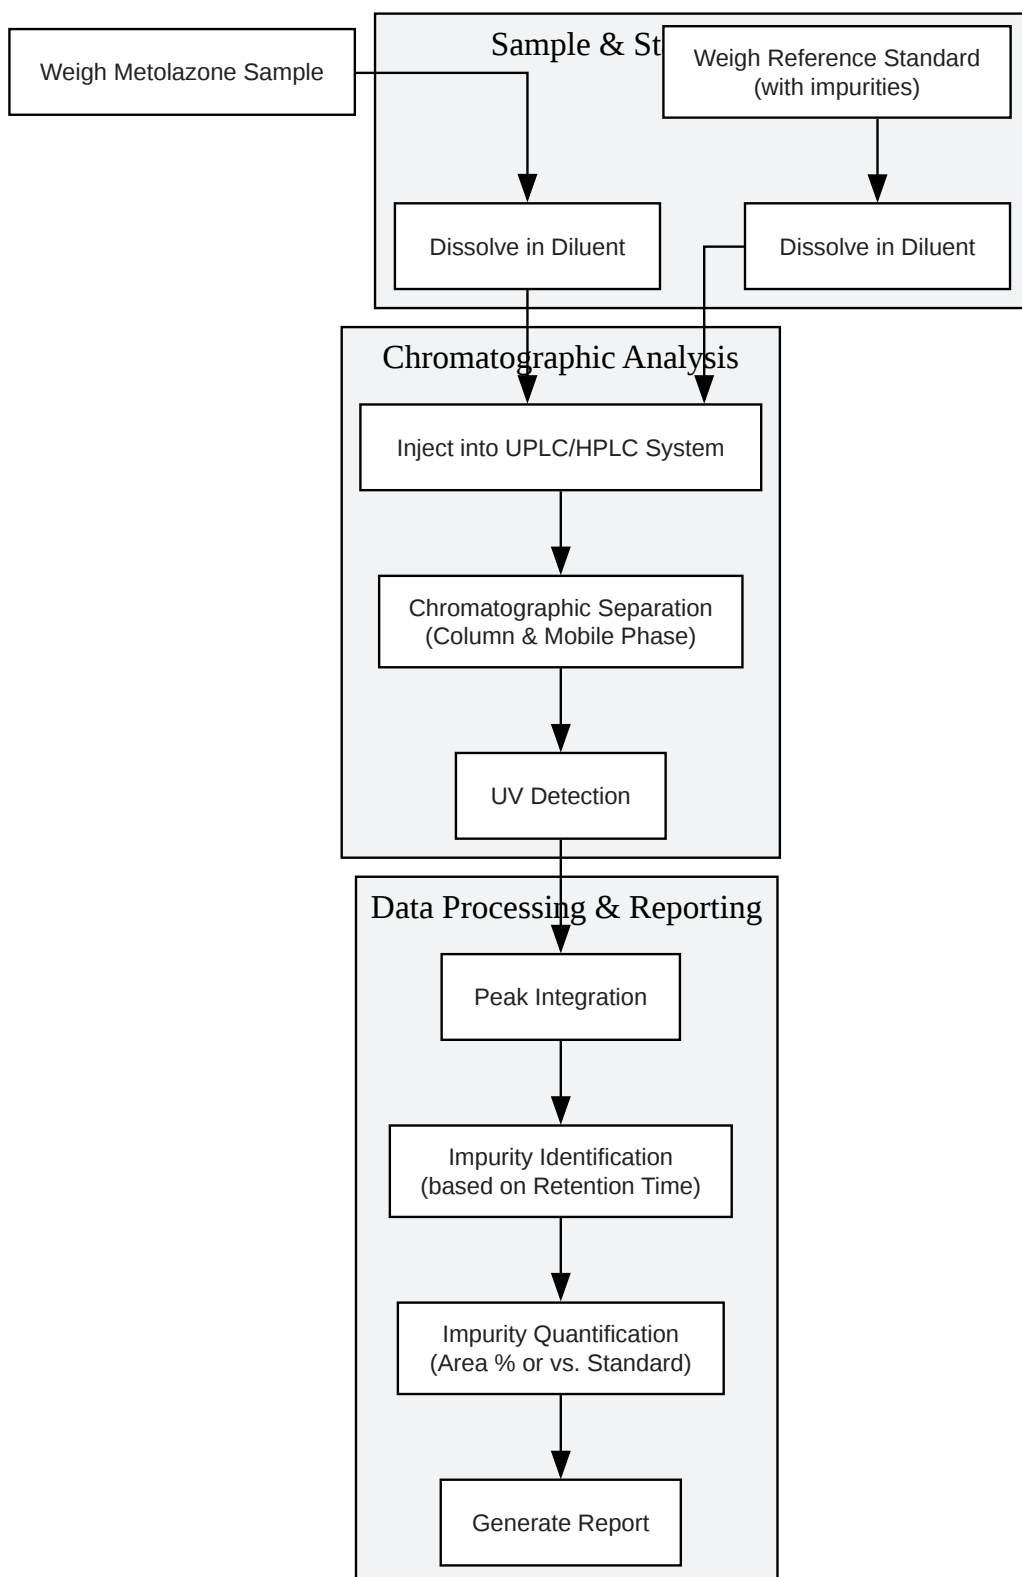 Weigh Metolazone Sample
Sample & St
Weigh Reference Standard
(with impurities)
Dissolve in Diluent
Dissolve in Diluent
Chromatographic Analysis
Inject into UPLC/HPLC System
Chromatographic Separation
(Column & Mobile Phase)
UV Detection
Data Processing & Reporting
Peak Integration
Impurity Identification
(based on Retention Time)
Impurity Quantification
(Area % or vs. Standard)
Generate Report